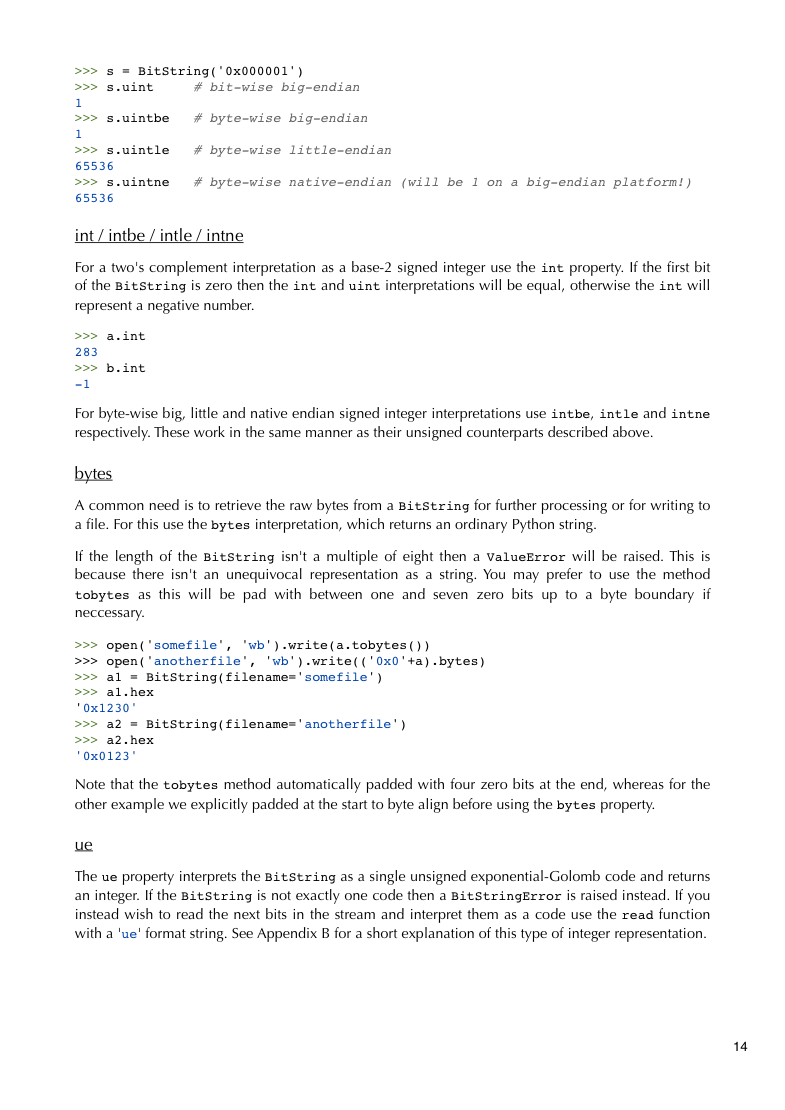 >>> s = BitString('0x000001')
>>> s.uint     # bit-wise big-endian
1
>>> s.uintbe   # byte-wise big-endian
1
>>> s.uintle   # byte-wise little-endian
65536
>>> s.uintne   # byte-wise native-endian (will be 1 on a big-endian platform!)
65536
int / intbe / intle / intne
For a two's complement interpretation as a base-2 signed integer use the int property. If the first bit
of the BitString is zero then the int and uint interpretations will be equal, otherwise the int will
represent a negative number.
>>> a.int
283
>>> b.int
-1
For byte-wise big, little and native endian signed integer interpretations use intbe, intle and intne
respectively. These work in the same manner as their unsigned counterparts described above.
bytes
A common need is to retrieve the raw bytes from a BitString for further processing or for writing to
a file. For this use the bytes interpretation, which returns an ordinary Python string.
If the length of the BitString isn't a multiple of eight then a ValueError will be raised. This is
because there isn't an unequivocal representation as a string. You may prefer to use the method
tobytes as this will be pad with between one and seven zero bits up to a byte boundary if
neccessary.
>>> open('somefile', 'wb').write(a.tobytes())
>>> open('anotherfile', 'wb').write(('0x0'+a).bytes)
>>> a1 = BitString(filename='somefile')
>>> a1.hex
'0x1230'
>>> a2 = BitString(filename='anotherfile')
>>> a2.hex
'0x0123'
Note that the tobytes method automatically padded with four zero bits at the end, whereas for the
other example we explicitly padded at the start to byte align before using the bytes property.
ue
The ue property interprets the BitString as a single unsigned exponential-Golomb code and returns
an integer. If the BitString is not exactly one code then a BitStringError is raised instead. If you
instead wish to read the next bits in the stream and interpret them as a code use the read function
with a 'ue' format string. See Appendix B for a short explanation of this type of integer representation.
14